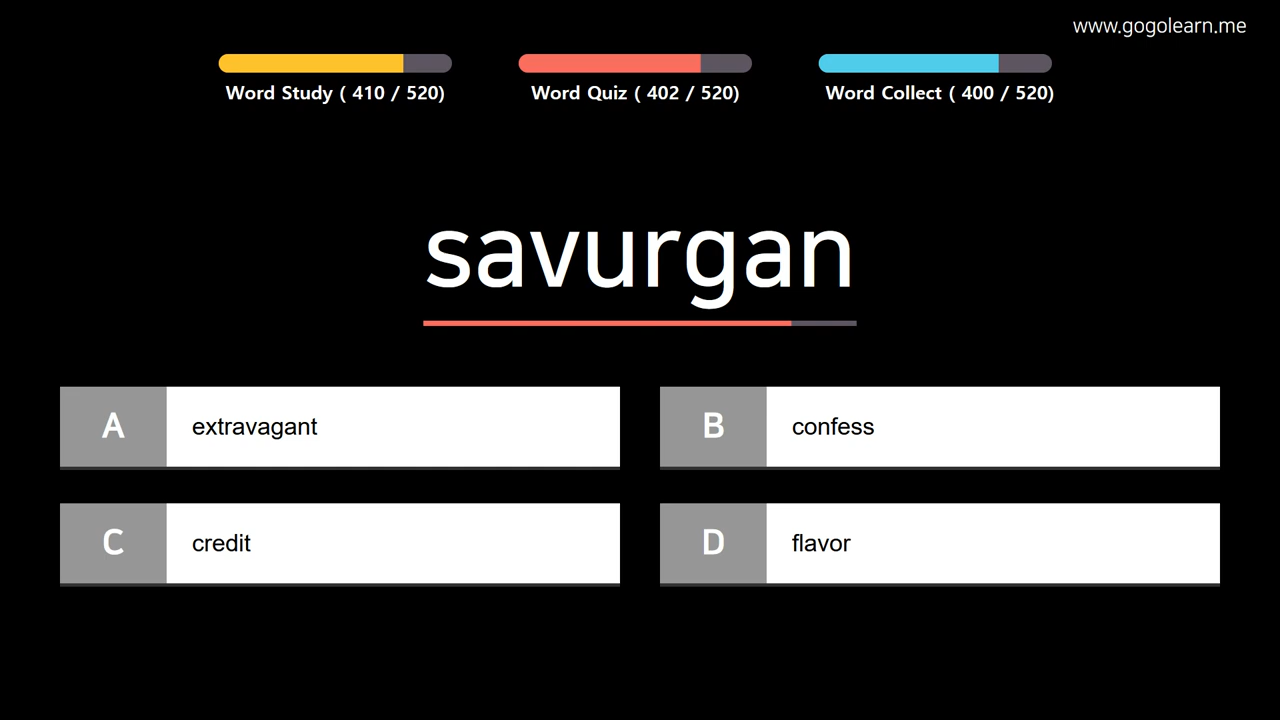 www.gogolearn.me
Word Study ( 410 / 520)
Word Quiz ( 402 / 520)
Word Collect ( 400 / 520)
savurgan
A extravagant
B confess
C credit
D flavor